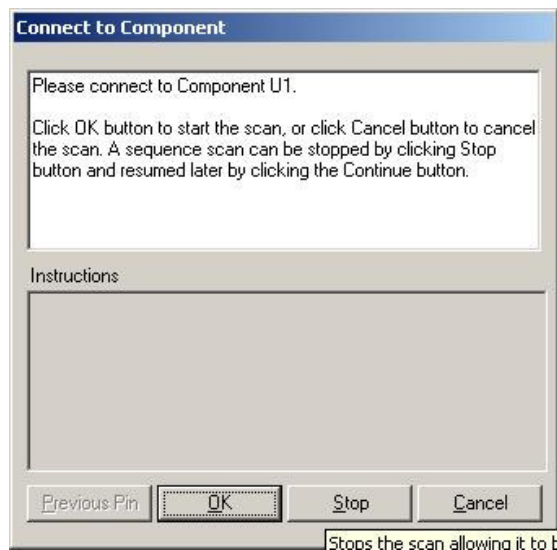 Connect to Component
Please connect to Component U1.
Click OK button to start the scan, or click Cancel button to cancel
the scan. A sequence scan can be stopped by clicking Stop
button and resumed later by clicking the Continue button.
Instructions
Previous Pin
OK
Stop
Cancel
Stops the scan allowing it to